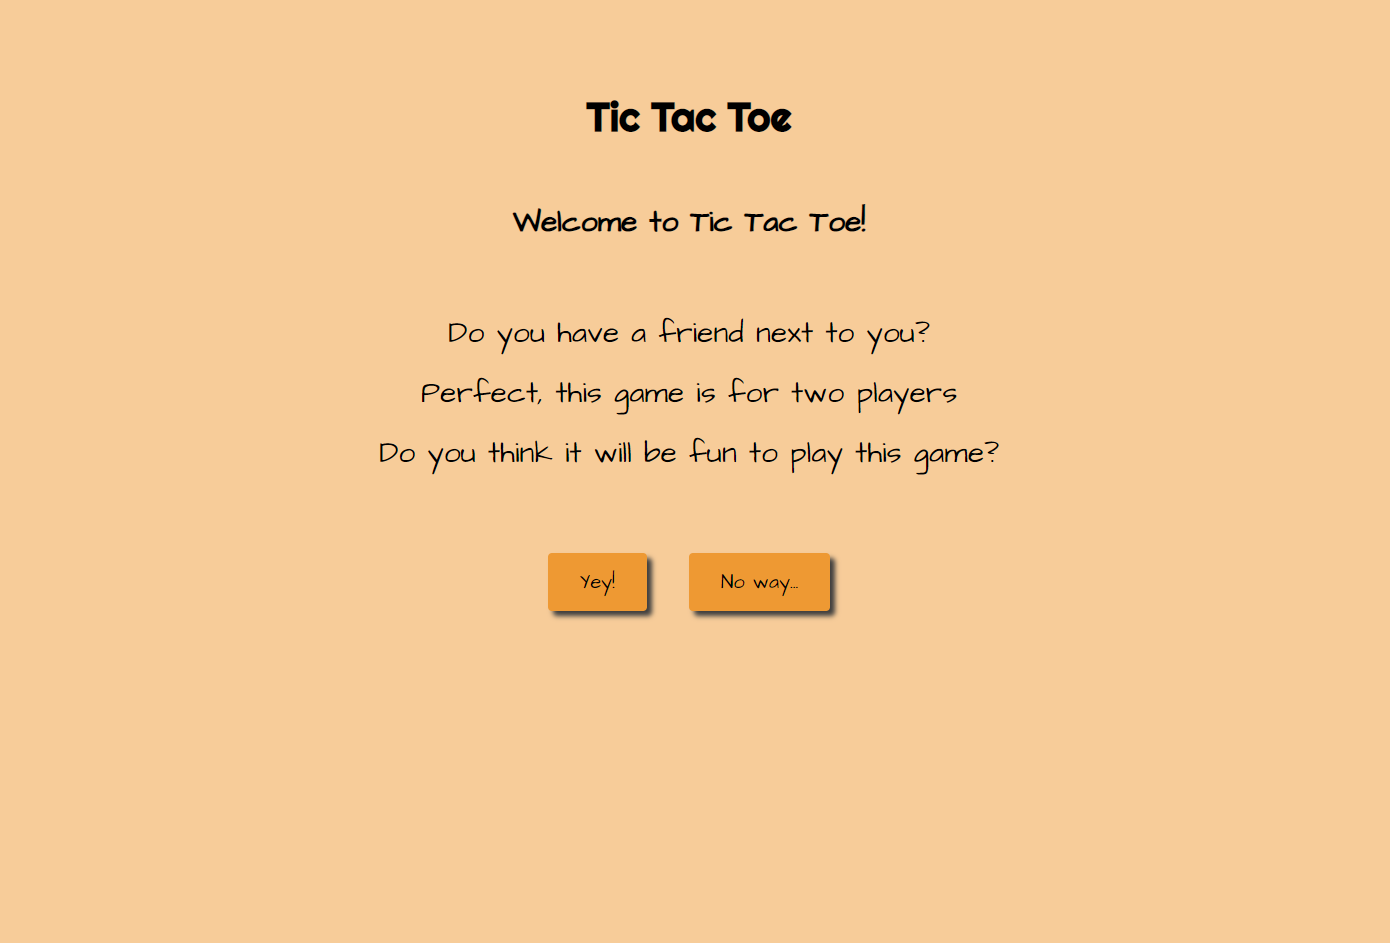 Tic Tac Toe
Welcome to Tic Tac Toe!
Do you have a friend next to you?
Perfect, this game is for two players
Do you think it will be fun to play this game?
Yey!
No way...